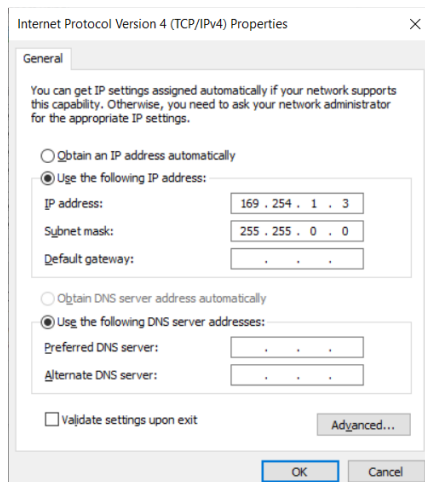 Internet Protocol Version 4 (TCP/IPv4) Properties
General
You can get IP settings assigned automatically if your network supports
this capability. Otherwise, you need to ask your network administrator
for the appropriate IP settings.
Obtain an IP address automatically
Use the following IP address:
IP address: 169 . 254 . 1 . 3
Subnet mask: 255 . 255 . 0 . 0
Default gateway: . . .
Obtain DNS server address automatically
Use the following DNS server addresses:
Preferred DNS server: . . .
Alternate DNS server: . . .
Validate settings upon exit
Advanced...
OK Cancel